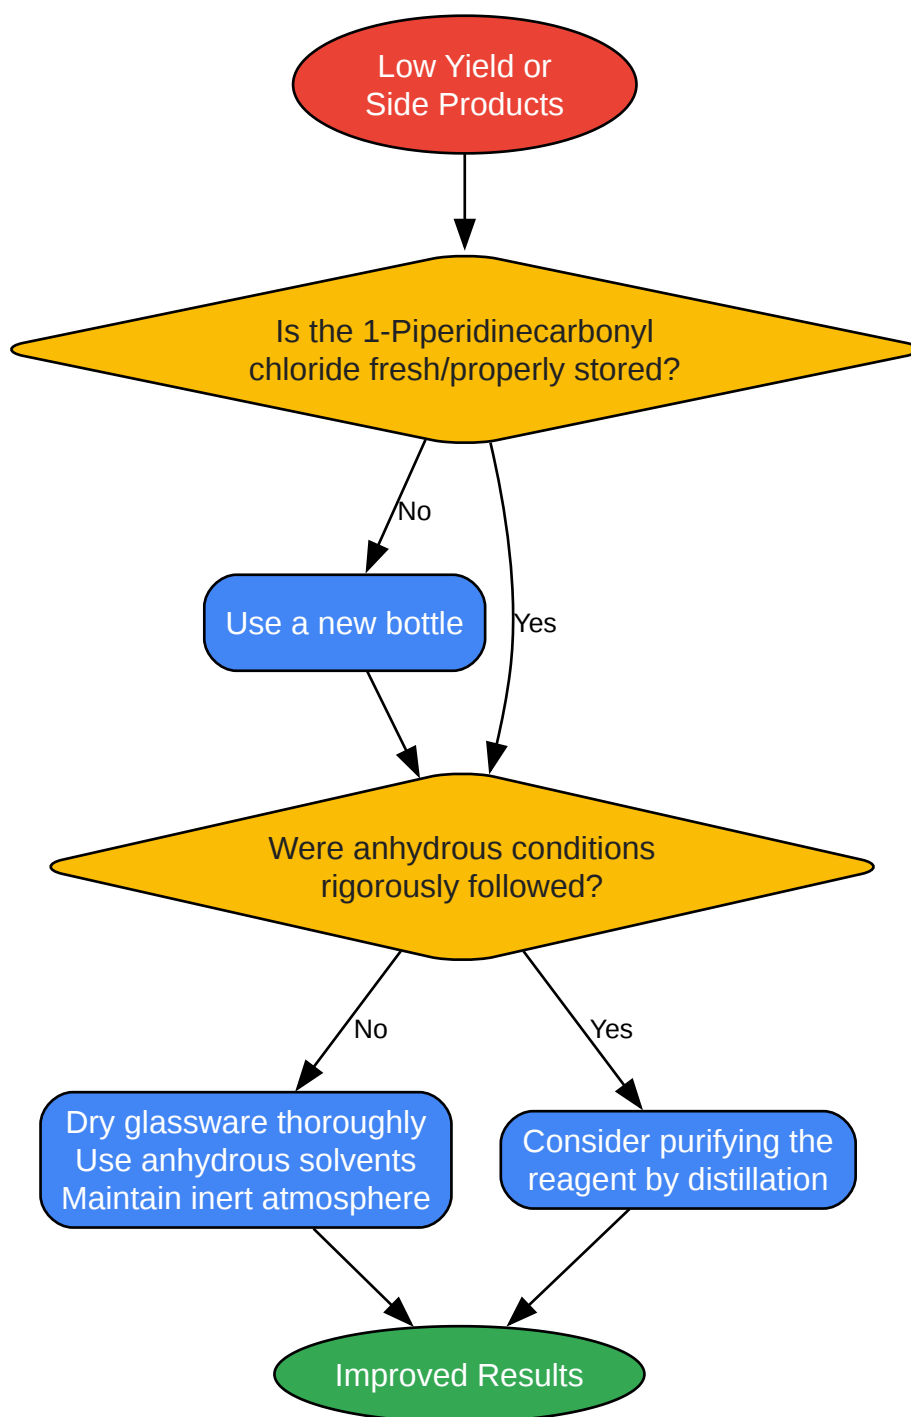 Low Yield or
Side Products
Is the 1-Piperidinecarbonyl
chloride fresh/properly stored?
No
Use a new bottle
Yes
Were anhydrous conditions
rigorously followed?
No
Yes
Dry glassware thoroughly
Use anhydrous solvents
Maintain inert atmosphere
Consider purifying the
reagent by distillation
Improved Results